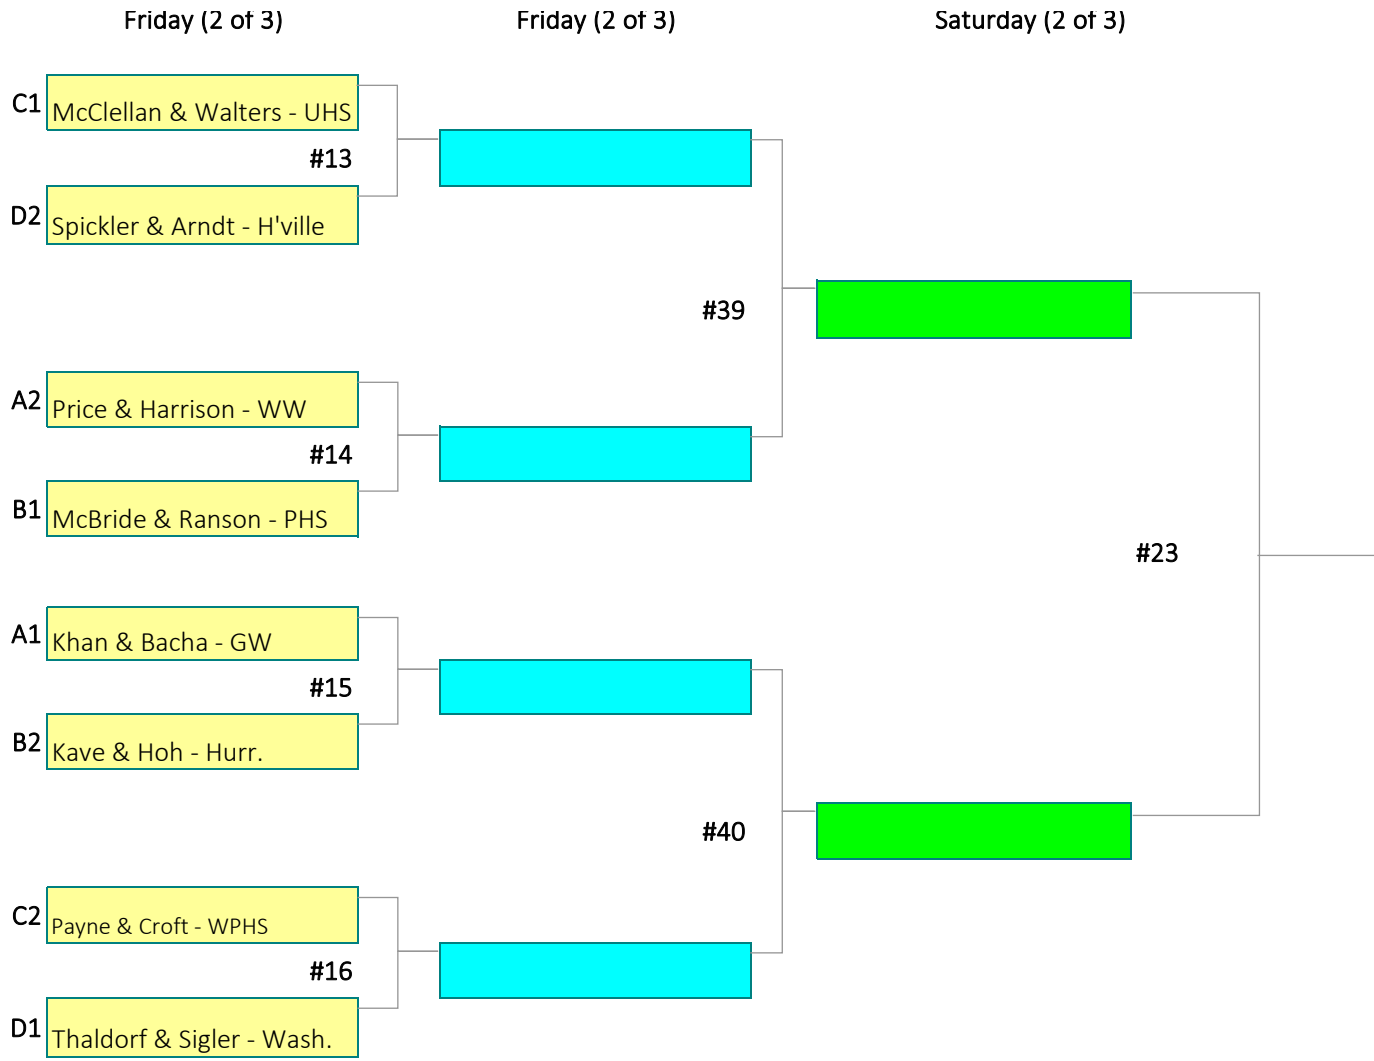 Friday (2 of 3) Friday (2 of 3) Saturday (2 of 3)
C1 McClellan & Walters - UHS
#13
D2 Spickler & Arndt - H'ville
#39
A2 Price & Harrison - WW
#14
B1 McBride & Ranson - PHS
#23
A1 Khan & Bacha - GW
#15
B2 Kave & Hoh - Hurr.
#40
C2 Payne & Croft - WPHS
#16
D1 Thaldorf & Sigler - Wash.